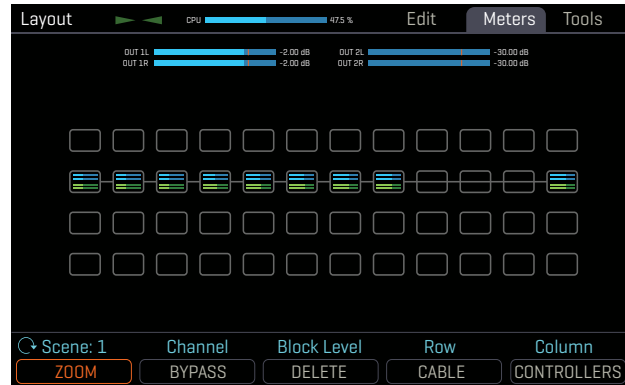 Layout CPU 47.5 % Edit Meters Tools
OUT 1L -2.00 dB OUT 2L -30.00 dB
OUT 1R -2.00 dB OUT 2R -30.00 dB
Scene: 1 Channel Block Level Row Column
ZOOM BYPASS DELETE CABLE CONTROLLERS